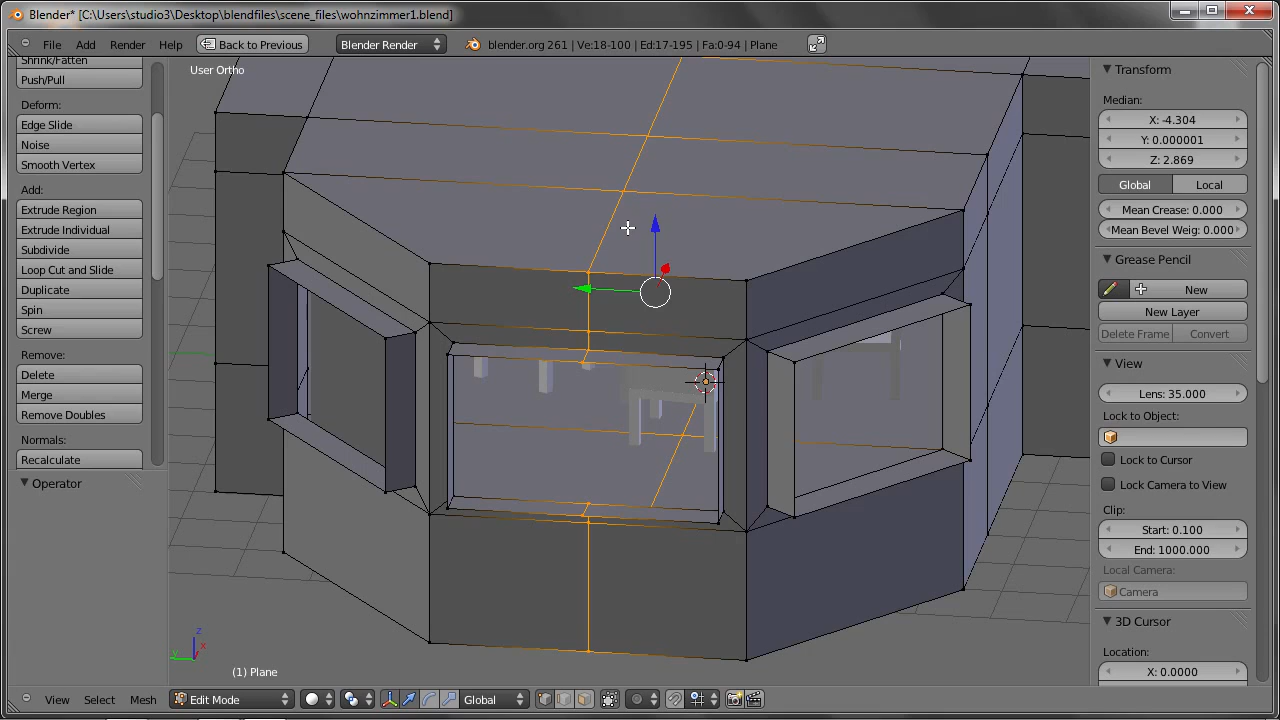 Blender* [C:\Users\studio3\Desktop\blendfiles\scene_files\wohnzimmer1.blend]
File Add Render Help Back to Previous Blender Render blender.org 261 | Ve:18-100 | Ed:17-195 | Fa:0-94 | Plane
Shrink/Fatten
Push/Pull
Deform:
Edge Slide
Noise
Smooth Vertex
Add:
Extrude Region
Extrude Individual
Subdivide
Loop Cut and Slide
Duplicate
Spin
Screw
Remove:
Delete
Merge
Remove Doubles
Normals:
Recalculate
Operator
User Ortho
z
x
y
(1) Plane
Transform
Median:
X: -4.304
Y: 0.000001
Z: 2.869
Global Local
Mean Crease: 0.000
Mean Bevel Weig: 0.000
Grease Pencil
New
New Layer
Delete Frame Convert
View
Lens: 35.000
Lock to Object:
Lock to Cursor
Lock Camera to View
Clip:
Start: 0.100
End: 1000.000
Local Camera:
Camera
3D Cursor
Location:
X: 0.0000
View Select Mesh Edit Mode Global